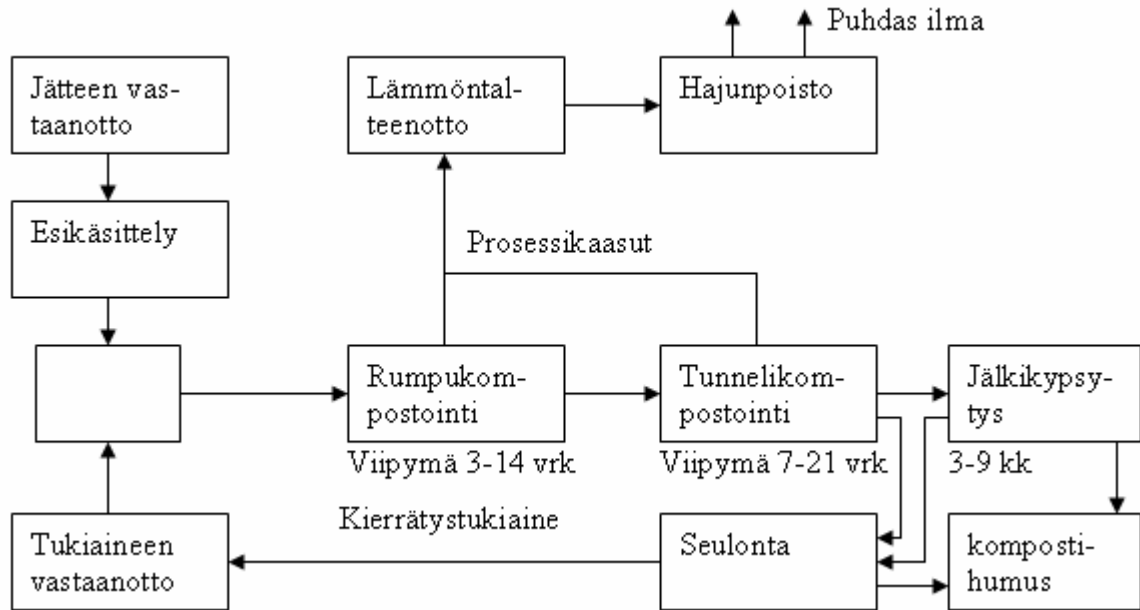 Puhdas ilma
Jätteen vas-
taanotto
Lämmöntal-
teenotto
Hajunpoisto
Esikäsittely
Prosessikaasut
Rumpukom-
postointi
Tunnelikom-
postointi
Jälkikypsy-
tys
Viipymä 3-14 vrk
Viipymä 7-21 vrk
3-9 kk
Kierrätystukiaine
Tukiaineen
vastaanotto
Seulonta
komposti-
humus